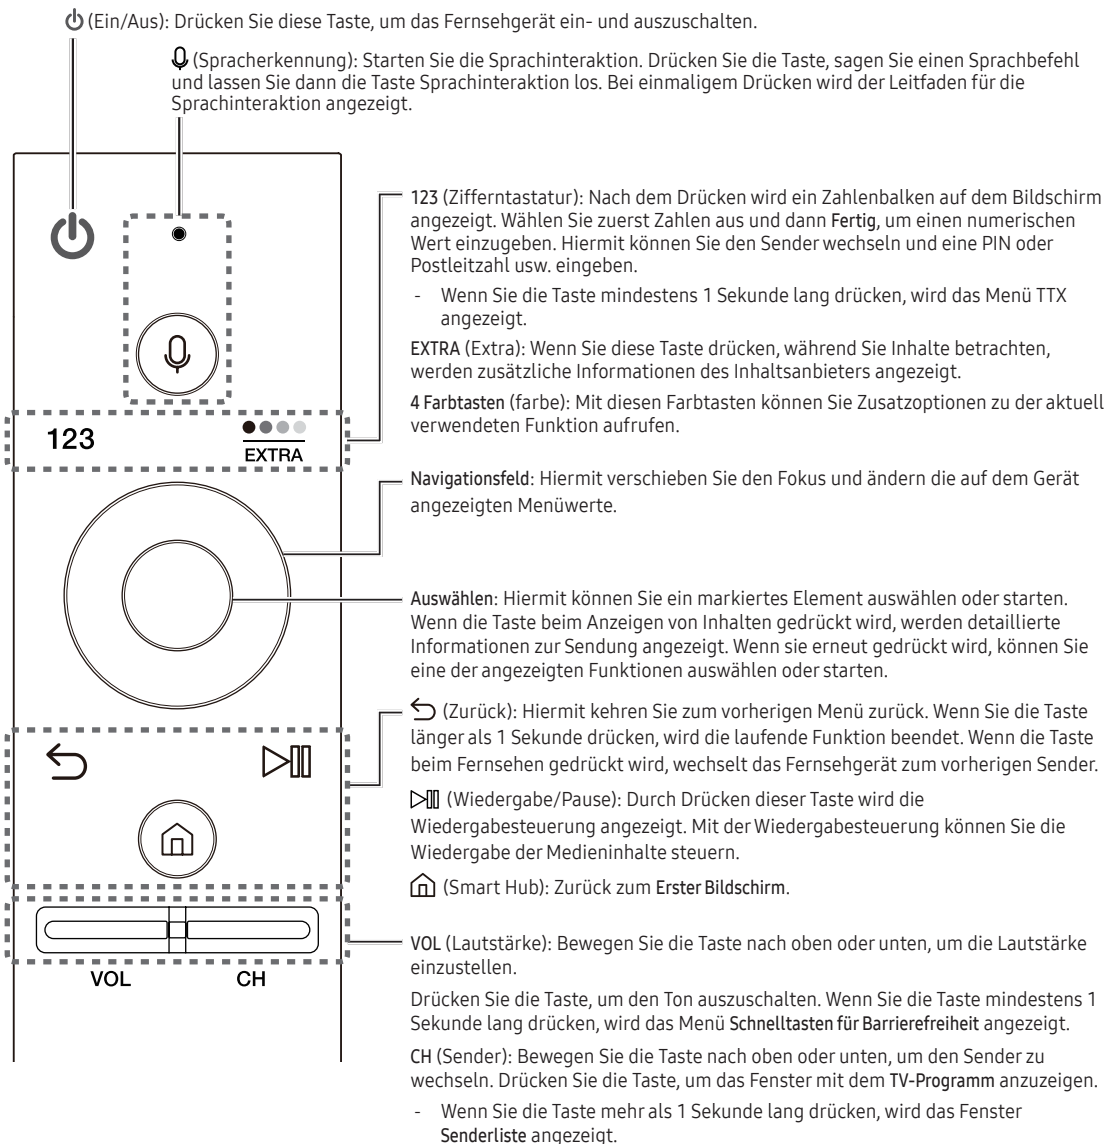 (Ein/Aus): Drücken Sie diese Taste, um das Fernsehgerät ein- und auszuschalten.
(Spracherkennung): Starten Sie die Sprachinteraktion. Drücken Sie die Taste, sagen Sie einen Sprachbefehl
und lassen Sie dann die Taste Sprachinteraktion los. Bei einmaligem Drücken wird der Leitfaden für die
Sprachinteraktion angezeigt.
123 (Zifferntastatur): Nach dem Drücken wird ein Zahlenbalken auf dem Bildschirm
angezeigt. Wählen Sie zuerst Zahlen aus und dann Fertig, um einen numerischen
Wert einzugeben. Hiermit können Sie den Sender wechseln und eine PIN oder
Postleitzahl usw. eingeben.
- Wenn Sie die Taste mindestens 1 Sekunde lang drücken, wird das Menü TTX
angezeigt.
EXTRA (Extra): Wenn Sie diese Taste drücken, während Sie Inhalte betrachten,
werden zusätzliche Informationen des Inhaltsanbieters angezeigt.
4 Farbtasten (farbe): Mit diesen Farbtasten können Sie Zusatzoptionen zu der aktuell
verwendeten Funktion aufrufen.
123
EXTRA
Navigationsfeld: Hiermit verschieben Sie den Fokus und ändern die auf dem Gerät
angezeigten Menüwerte.
Auswählen: Hiermit können Sie ein markiertes Element auswählen oder starten.
Wenn die Taste beim Anzeigen von Inhalten gedrückt wird, werden detaillierte
Informationen zur Sendung angezeigt. Wenn sie erneut gedrückt wird, können Sie
eine der angezeigten Funktionen auswählen oder starten.
(Zurück): Hiermit kehren Sie zum vorherigen Menü zurück. Wenn Sie die Taste
länger als 1 Sekunde drücken, wird die laufende Funktion beendet. Wenn die Taste
beim Fernsehen gedrückt wird, wechselt das Fernsehgerät zum vorherigen Sender.
(Wiedergabe/Pause): Durch Drücken dieser Taste wird die
Wiedergabesteuerung angezeigt. Mit der Wiedergabesteuerung können Sie die
Wiedergabe der Medieninhalte steuern.
(Smart Hub): Zurück zum Erster Bildschirm.
VOL (Lautstärke): Bewegen Sie die Taste nach oben oder unten, um die Lautstärke
einzustellen.
VOL
CH
Drücken Sie die Taste, um den Ton auszuschalten. Wenn Sie die Taste mindestens 1
Sekunde lang drücken, wird das Menü Schnelltasten für Barrierefreiheit angezeigt.
CH (Sender): Bewegen Sie die Taste nach oben oder unten, um den Sender zu
wechseln. Drücken Sie die Taste, um das Fenster mit dem TV-Programm anzuzeigen.
- Wenn Sie die Taste mehr als 1 Sekunde lang drücken, wird das Fenster
Senderliste angezeigt.